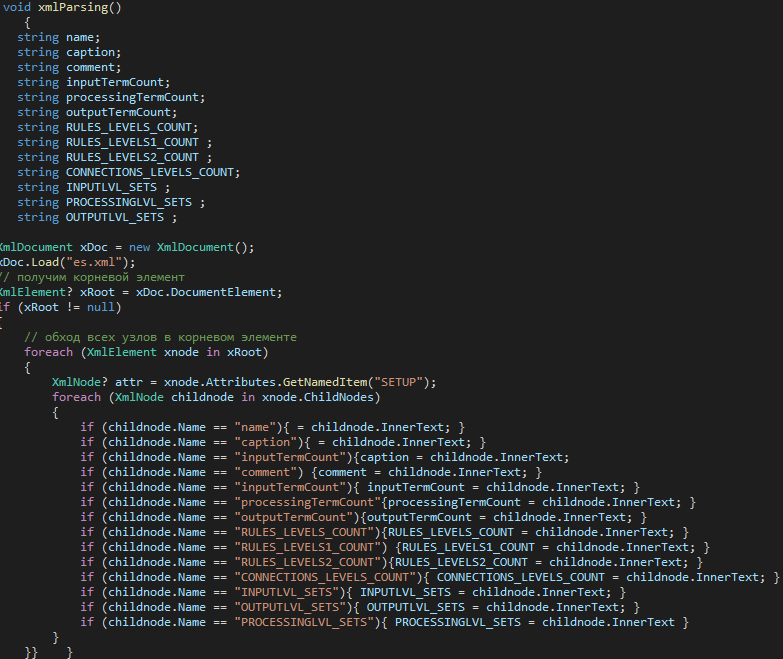 void xmlParsing()
{
string name;
string caption;
string comment;
string inputTermCount;
string processingTermCount;
string outputTermCount;
string RULES_LEVELS_COUNT;
string RULES_LEVELS1_COUNT ;
string RULES_LEVELS2_COUNT ;
string CONNECTIONS_LEVELS_COUNT;
string INPUTLVL_SETS ;
string PROCESSINGLVL_SETS ;
string OUTPUTLVL_SETS ;
XmlDocument xDoc = new XmlDocument();
xDoc.Load("es.xml");
// получим корневой элемент
XmlElement? xRoot = xDoc.DocumentElement;
if (xRoot != null)
{
// обход всех узлов в корневом элементе
foreach (XmlElement xnode in xRoot)
{
XmlNode? attr = xnode.Attributes.GetNamedItem("SETUP");
foreach (XmlNode childnode in xnode.ChildNodes)
{
if (childnode.Name == "name"){ = childnode.InnerText; }
if (childnode.Name == "caption"){ = childnode.InnerText; }
if (childnode.Name == "inputTermCount"){caption = childnode.InnerText;
if (childnode.Name == "comment") {comment = childnode.InnerText; }
if (childnode.Name == "inputTermCount"){ inputTermCount = childnode.InnerText; }
if (childnode.Name == "processingTermCount"{processingTermCount = childnode.InnerText; }
if (childnode.Name == "outputTermCount"){outputTermCount = childnode.InnerText; }
if (childnode.Name == "RULES_LEVELS_COUNT"){RULES_LEVELS_COUNT = childnode.InnerText; }
if (childnode.Name == "RULES_LEVELS1_COUNT") {RULES_LEVELS1_COUNT = childnode.InnerText; }
if (childnode.Name == "RULES_LEVELS2_COUNT"){RULES_LEVELS2_COUNT = childnode.InnerText; }
if (childnode.Name == "CONNECTIONS_LEVELS_COUNT"){ CONNECTIONS_LEVELS_COUNT = childnode.InnerText; }
if (childnode.Name == "INPUTLVL_SETS"){ INPUTLVL_SETS = childnode.InnerText; }
if (childnode.Name == "OUTPUTLVL_SETS"){ OUTPUTLVL_SETS = childnode.InnerText; }
if (childnode.Name == "PROCESSINGLVL_SETS"){ PROCESSINGLVL_SETS = childnode.InnerText }
}
}} }